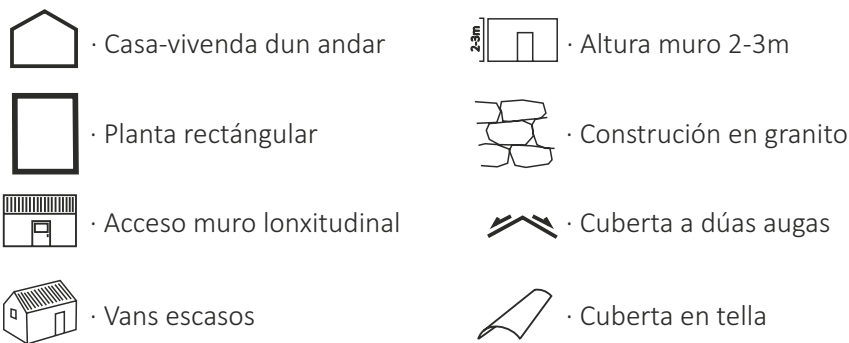 · Casa-vivenda dun andar
· Planta rectángular
· Acceso muro lonxitudinal
· Vans escasos
2-3m
· Altura muro 2-3m
· Construción en granito
· Cuberta a dúas augas
· Cuberta en tella